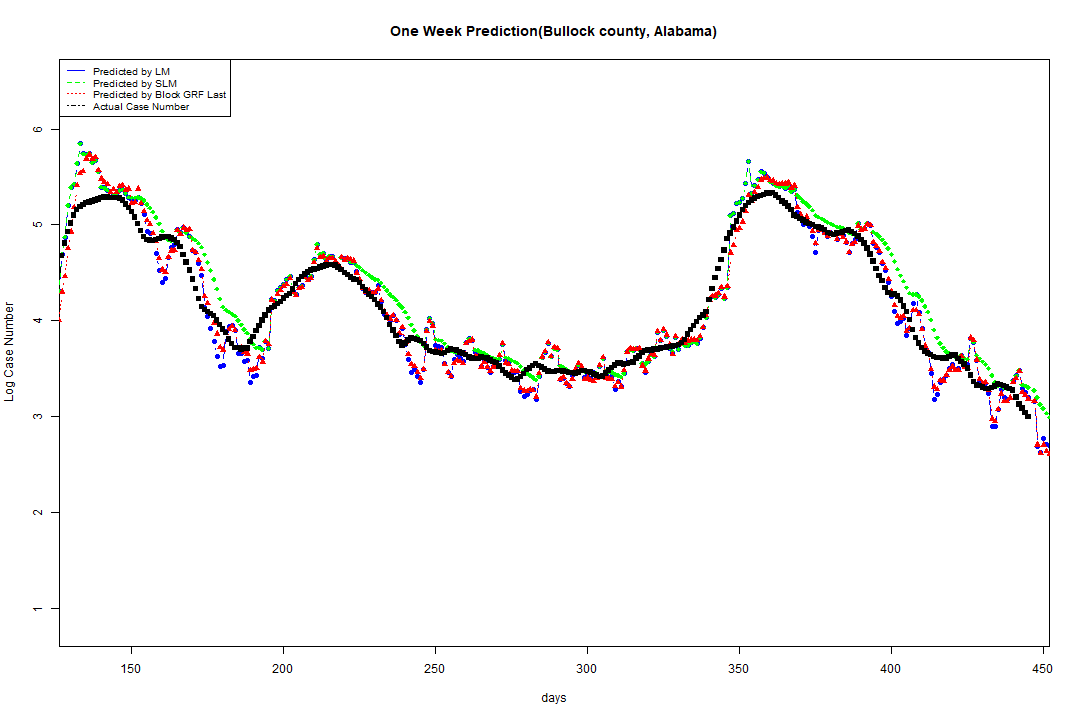 One Week Prediction(Bullock county, Alabama)
Predicted by LM
Predicted by SLM
Predicted by Block GRF Last
Actual Case Number
6
5
4
3
2
1
Log Case Number
150 200 250 300 350 400 450
days